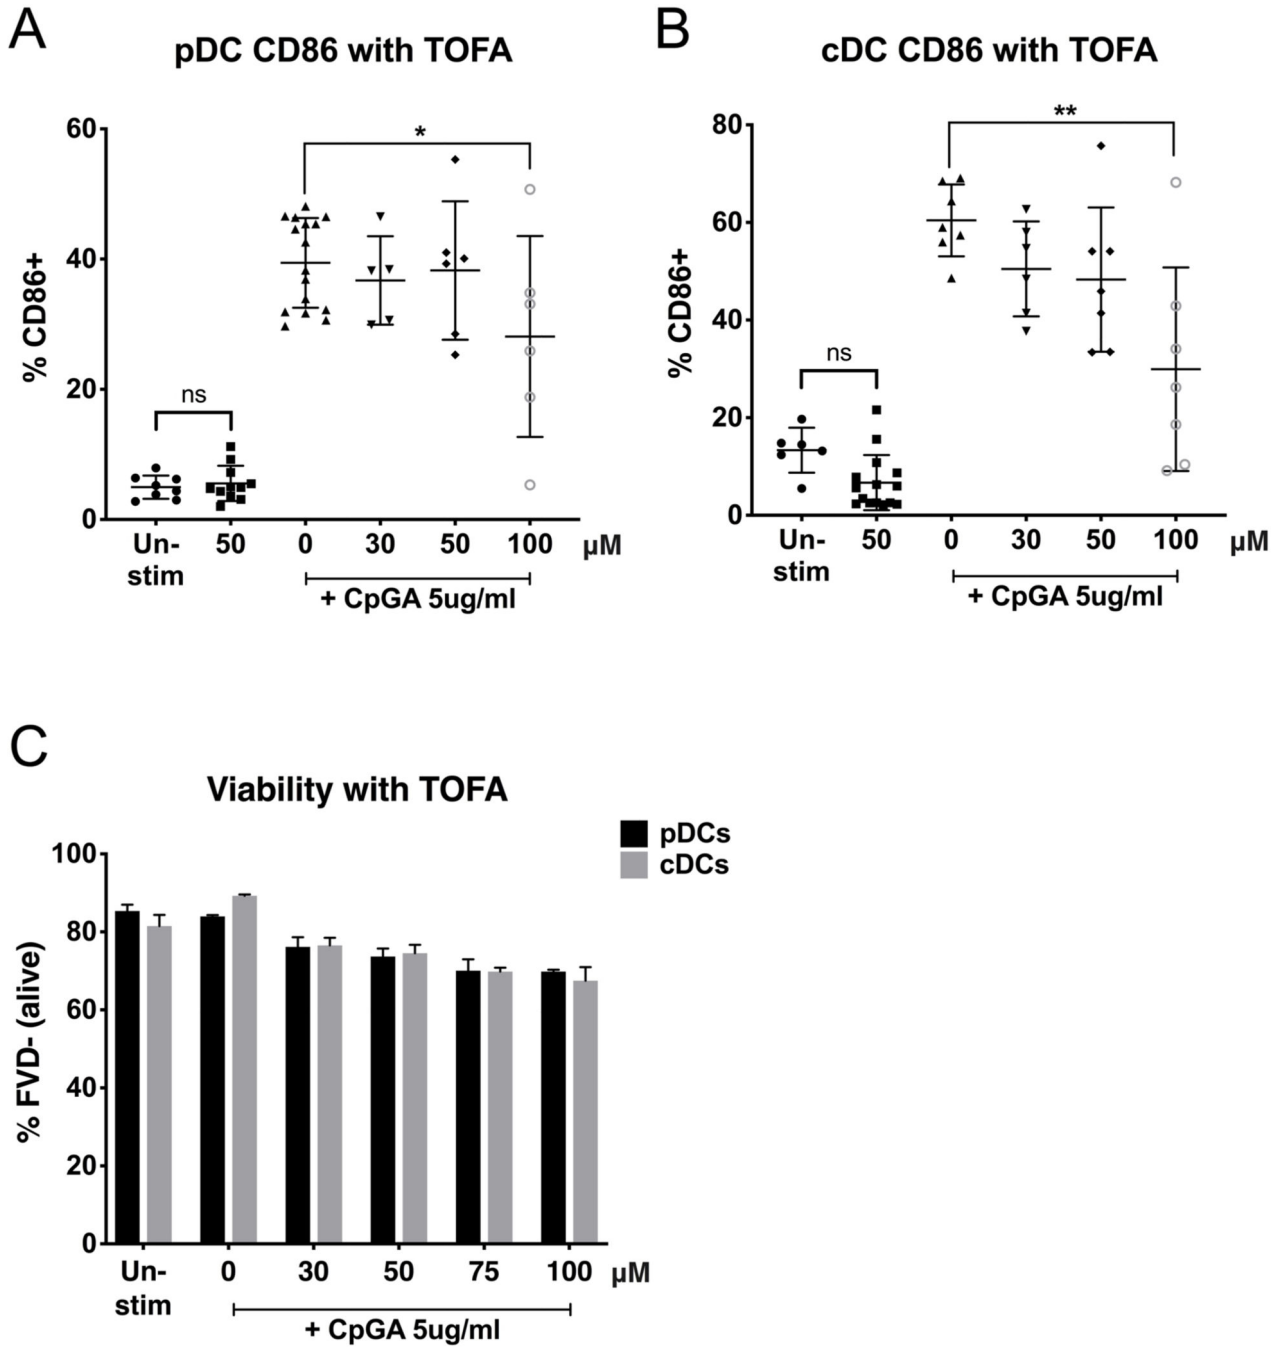 A
pDC CD86 with TOFA
% CD86+
60
40
20
0
*
ns
Un-
stim
50 0 30 50 100 µM
+ CpGA 5ug/ml
B
cDC CD86 with TOFA
% CD86+
80
60
40
20
0
**
ns
Un-
stim
50 0 30 50 100 µM
+ CpGA 5ug/ml
C
Viability with TOFA
pDCs
cDCs
% FVD- (alive)
100
80
60
40
20
0
Un-
stim
0 30 50 75 100 µM
+ CpGA 5ug/ml